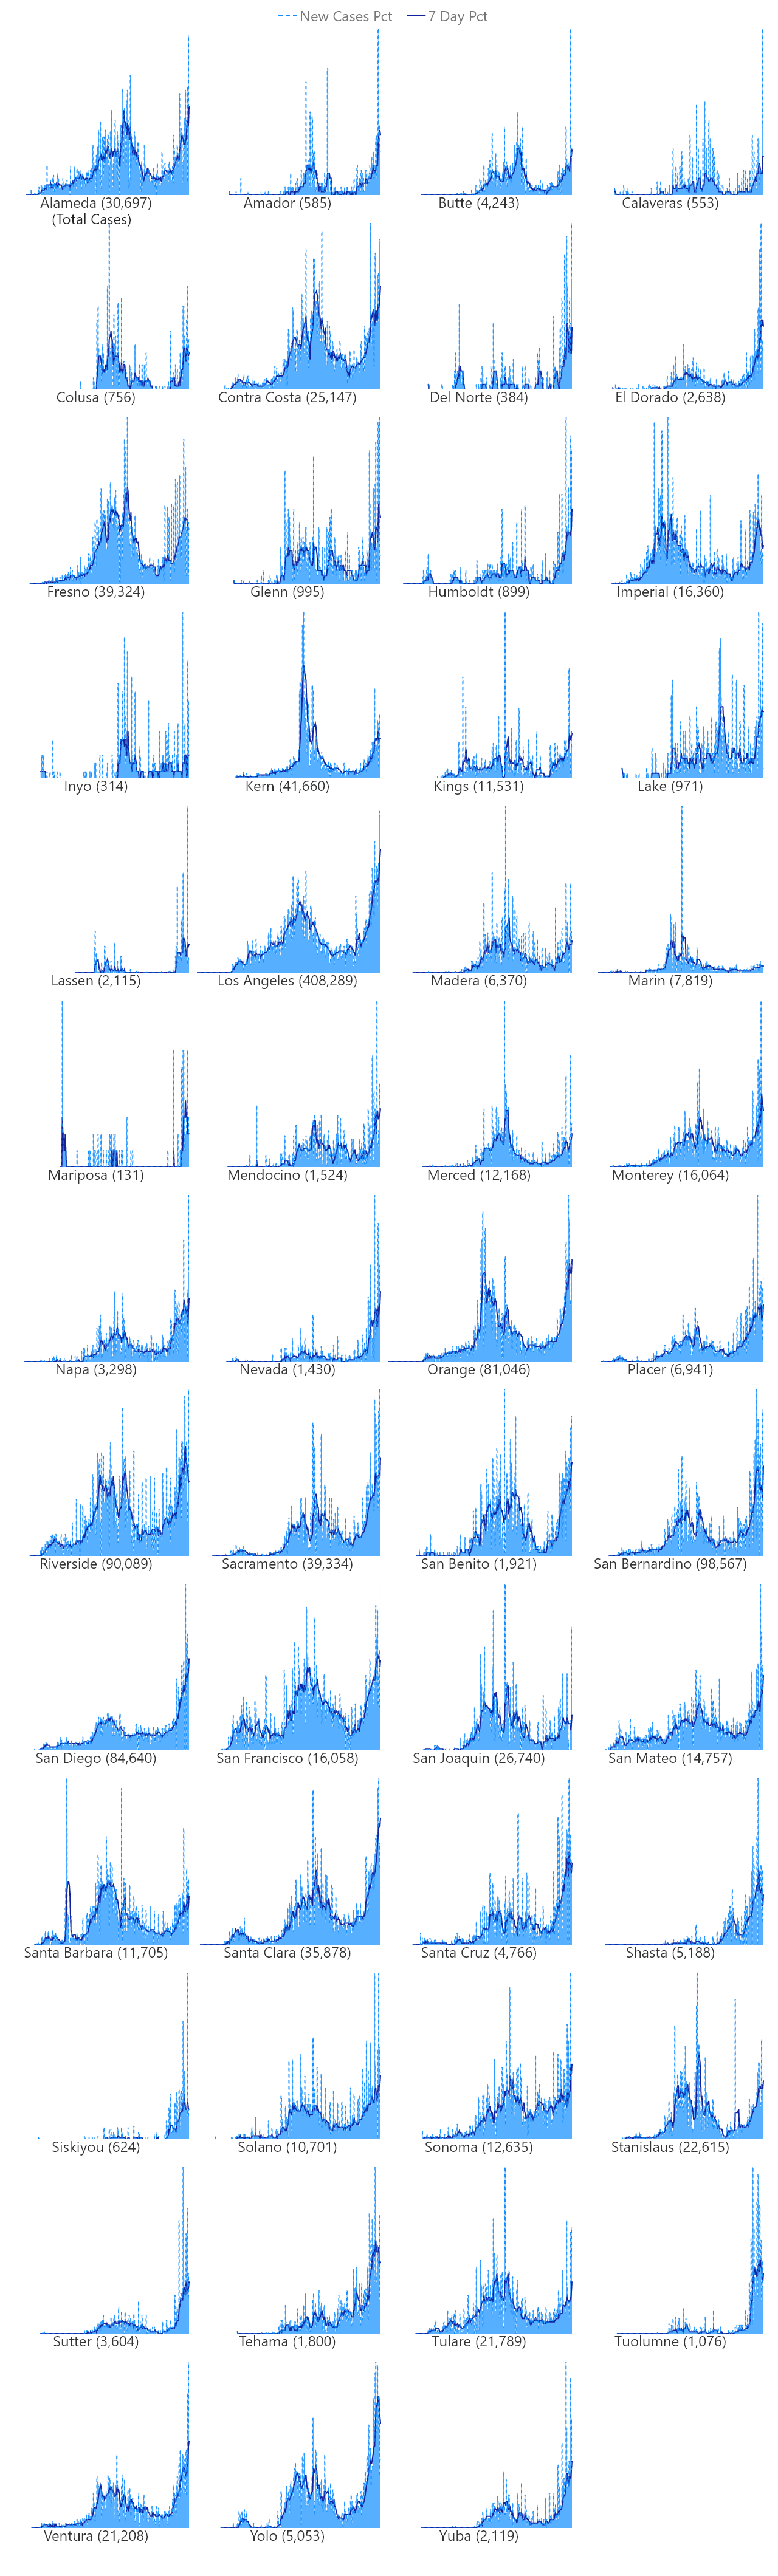 New Cases Pct 7 Day Pct
Alameda (30,697) Amador (585) Butte (4,243) Calaveras (553)
(Total Cases)
Colusa (756) Contra Costa (25,147) Del Norte (384) El Dorado (2,638)
Fresno (39,324) Glenn (995) Humboldt (899) Imperial (16,360)
Inyo (314) Kern (41,660) Kings (11,531) Lake (971)
Lassen (2,115) Los Angeles (408,289) Madera (6,370) Marin (7,819)
Mariposa (131) Mendocino (1,524) Merced (12,168) Monterey (16,064)
Napa (3,298) Nevada (1,430) Orange (81,046) Placer (6,941)
Riverside (90,089) Sacramento (39,334) San Benito (1,921) San Bernardino (98,567)
San Diego (84,640) San Francisco (16,058) San Joaquin (26,740) San Mateo (14,757)
Santa Barbara (11,705) Santa Clara (35,878) Santa Cruz (4,766) Shasta (5,188)
Siskiyou (624) Solano (10,701) Sonoma (12,635) Stanislaus (22,615)
Sutter (3,604) Tehama (1,800) Tulare (21,789) Tuolumne (1,076)
Ventura (21,208) Yolo (5,053) Yuba (2,119)